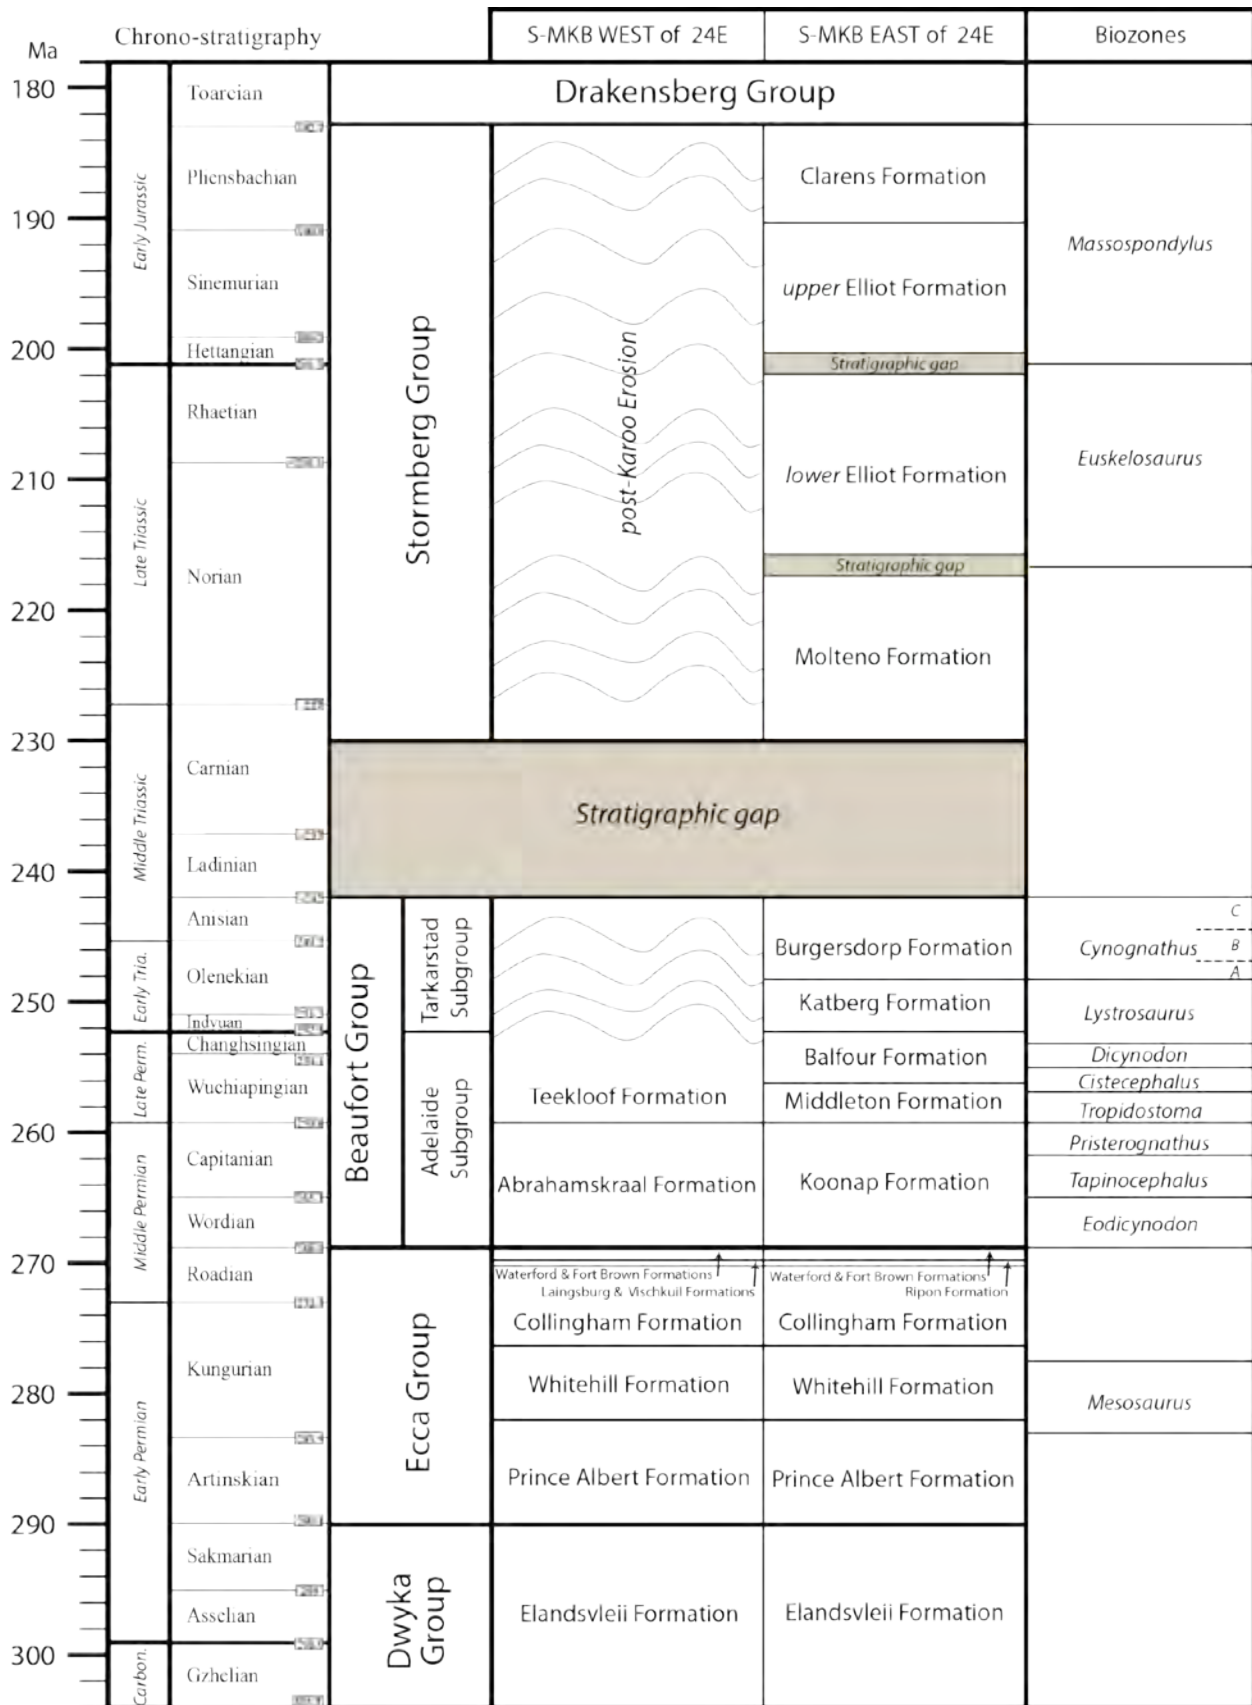 Ma
Chrono-stratigraphy
S-MKB WEST of 24E
S-MKB EAST of 24E
Biozones
180
190
200
210
220
230
240
250
260
270
280
290
300
Early Jurassic
Late Triassic
Middle Triassic
Early Tria.
Late Perm.
Middle Permian
Early Permian
Carbon.
Toarcian
Pliensbachian
Sinemurian
Hettangian
Rhaetian
Norian
Carnian
Ladinian
Anisian
Olenekian
Changhsingian
Wuchiapingian
Capitanian
Wordian
Roadian
Kungurian
Artinskian
Sakmarian
Asselian
Gzhelian
Drakensberg Group
Stormberg Group
Stratigraphic gap
Beaufort Group
Tarkarstad
Subgroup
Adelaide
Subgroup
Ecca Group
Dwyka
Group
post-Karoo Erosion
Teekloof Formation
Abrahamskraal Formation
Waterford & Fort Brown Formations
Laingsburg & Vischkuil Formations
Collingham Formation
Whitehill Formation
Prince Albert Formation
Elandsvleii Formation
Clarens Formation
upper Elliot Formation
Stratigraphic gap
lower Elliot Formation
Stratigraphic gap
Molteno Formation
Burgersdorp Formation
Katberg Formation
Balfour Formation
Middleton Formation
Koonap Formation
Waterford & Fort Brown Formations
Ripon Formation
Collingham Formation
Whitehill Formation
Prince Albert Formation
Elandsvleii Formation
Massospondylus
Euskelosaurus
Cynognathus
C
B
A
Lystrosaurus
Dicynodon
Cistecephalus
Tropidostoma
Pristerognathus
Tapinocephalus
Eodicynodon
Mesosaurus